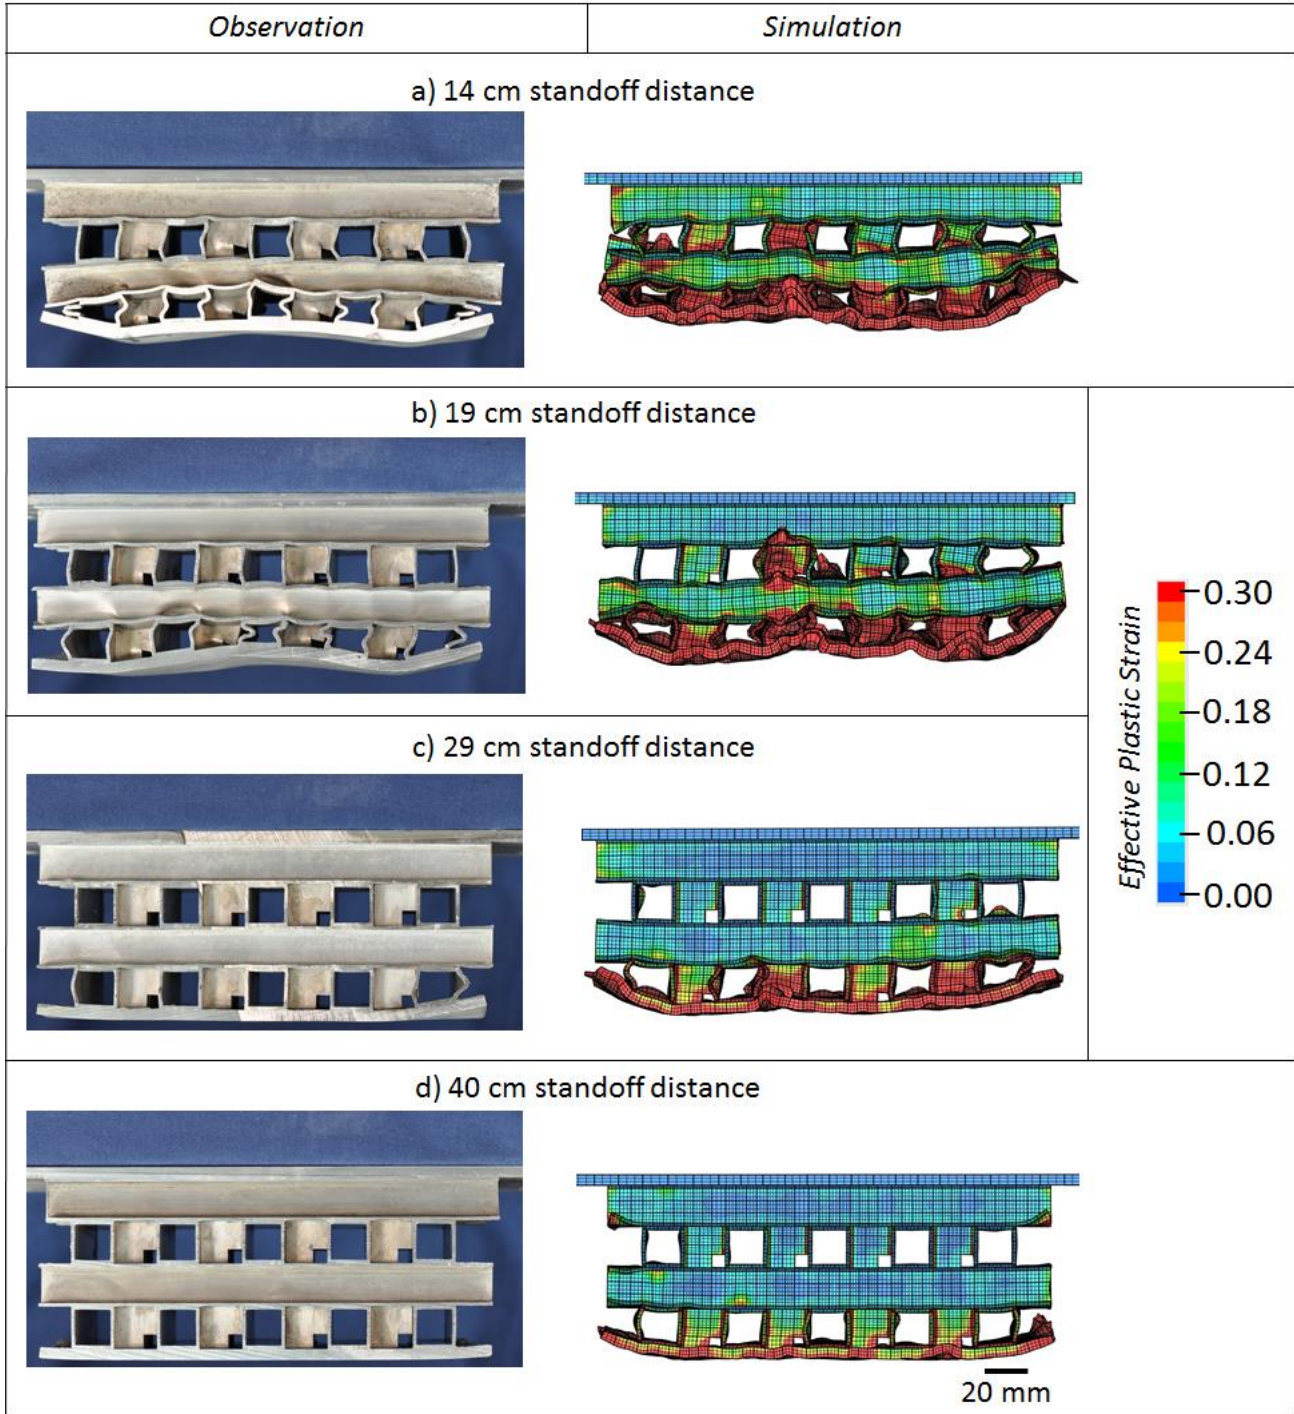 Observation
Simulation
a) 14 cm standoff distance
b) 19 cm standoff distance
c) 29 cm standoff distance
d) 40 cm standoff distance
Effective Plastic Strain
0.30
0.24
0.18
0.12
0.06
0.00
20 mm